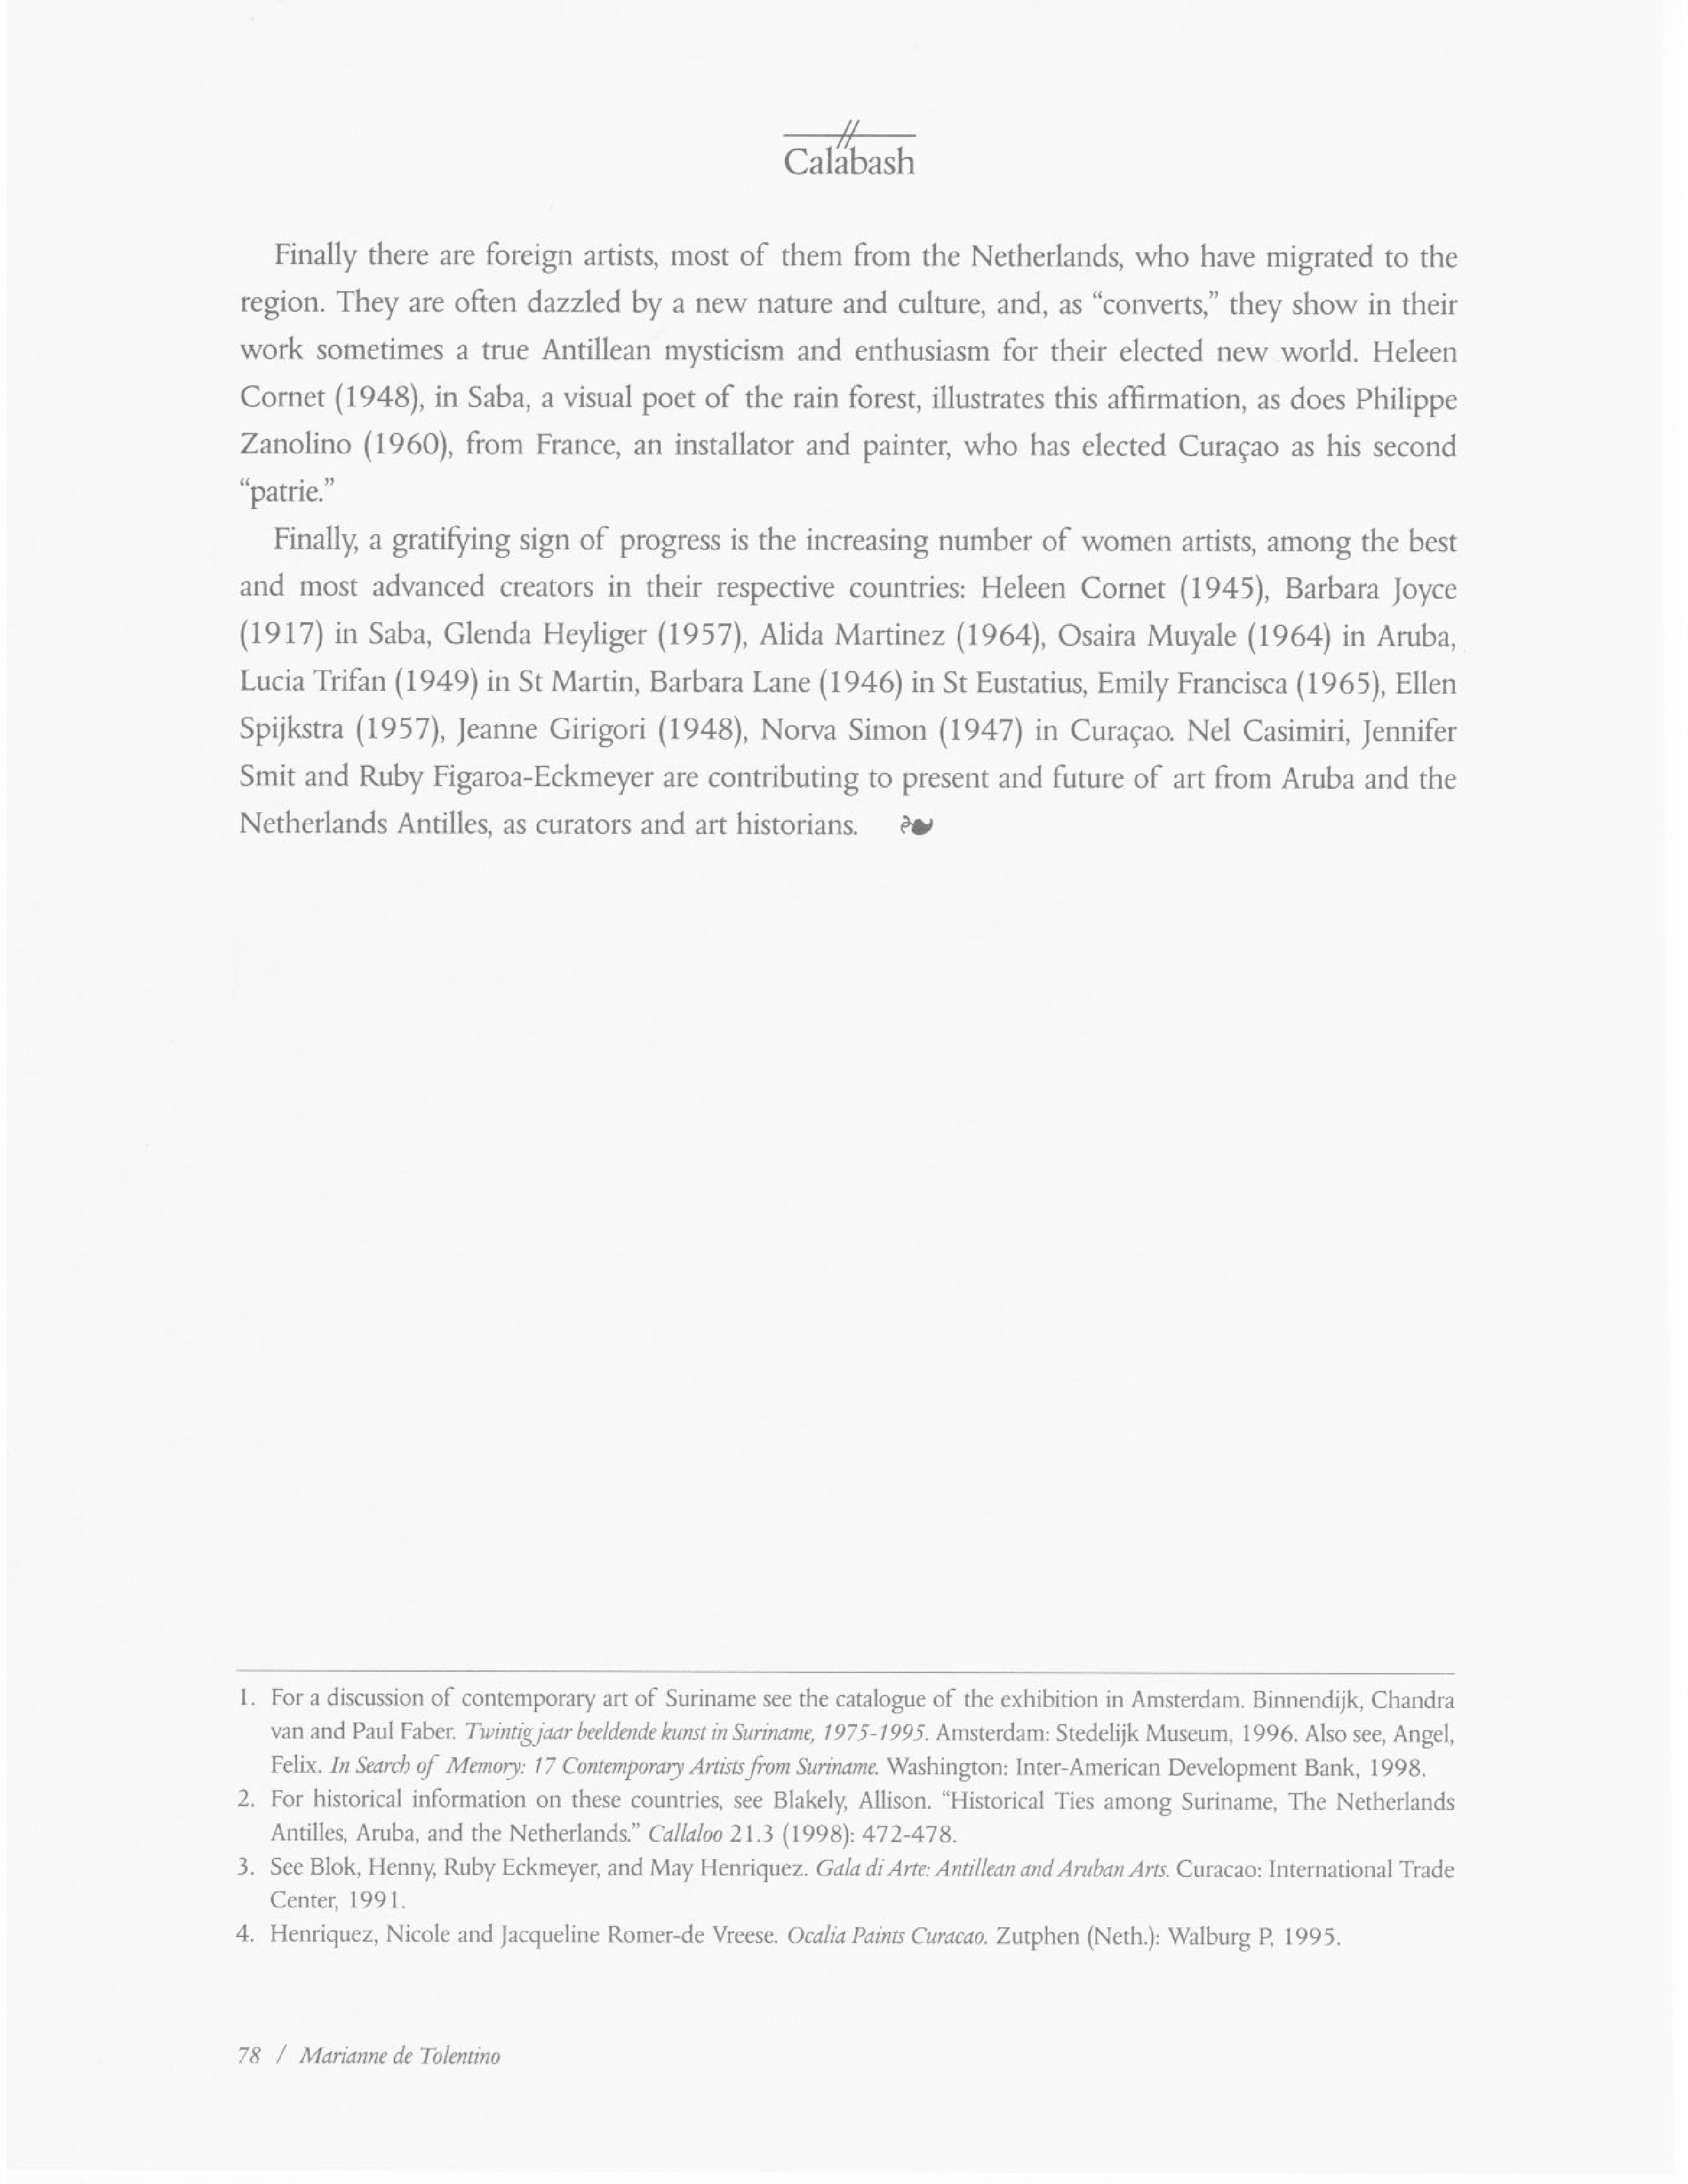 Calabash
Finally there are foreign artists, most of them from the Netherlands, who have migrated to the
region. They are often dazzled by a new nature and culture, and, as “converts,” they show in their
work sometimes a true Antillean mysticism and enthusiasm for their elected new world. Heleen
Cornet (1948), in Saba, a visual poet of the rain forest, illustrates this affirmation, as does Philippe
Zanolino (1960), from France, an installator and painter, who has elected Curaçao as his second
“patrie.”
Finally, a gratifying sign of progress is the increasing number of women artists, among the best
and most advanced creators in their respective countries: Heleen Cornet (1945), Barbara Joyce
(1917) in Saba, Glenda Heyliger (1957), Alida Martinez (1964), Osaira Muyale (1964) in Aruba,
Lucia Trifan (1949) in St Martin, Barbara Lane (1946) in St Eustatius, Emily Francisca (1965), Ellen
Spijkstra (1957), Jeanne Girigori (1948), Norva Simon (1947) in Curaçao. Nel Casimiri, Jennifer
Smit and Ruby Figaroa-Eckmeyer are contributing to present and future of art from Aruba and the
Netherlands Antilles, as curators and art historians.
1. For a discussion of contemporary art of Suriname see the catalogue of the exhibition in Amsterdam. Binnendijk, Chandra
van and Paul Faber. Twintig jaar beeldende kunst in Suriname, 1975-1995. Amsterdam: Stedelijk Museum, 1996. Also see, Angel,
Felix. In Search of Memory: 17 Contemporary Artists from Suriname. Washington: Inter-American Development Bank, 1998.
2. For historical information on these countries, see Blakely, Allison. “Historical Ties among Suriname, The Netherlands
Antilles, Aruba, and the Netherlands.” Callaloo 21.3 (1998): 472-478.
3. See Blok, Henny, Ruby Eckmeyer, and May Henriquez. Gala di Arte: Antillean and Aruban Arts. Curacao: International Trade
Center, 1991.
4. Henriquez, Nicole and Jacqueline Romer-de Vreese. Ocalia Paints Curacao. Zutphen (Neth.): Walburg P, 1995.
78 / Marianne de Tolentino